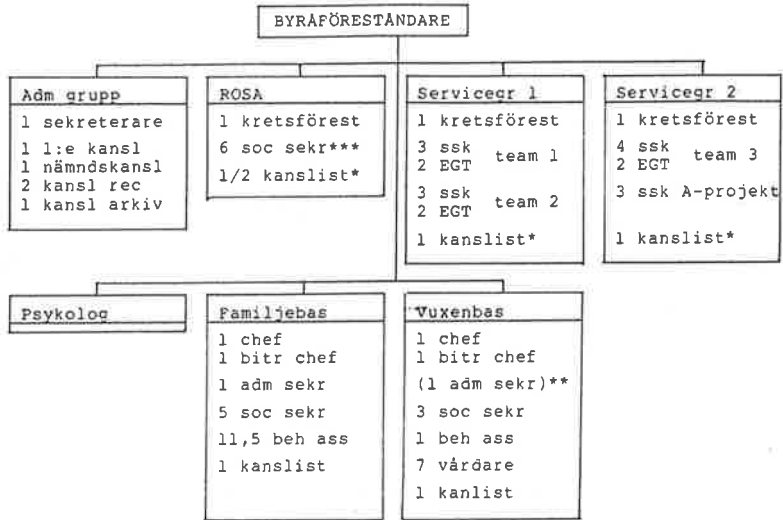 BYRÅFÖRESTÅNDARE
Adm grupp
1 sekreterare
1 1:e kansl
1 nämndskansl
2 kansl rec
1 kansl arkiv
ROSA
1 kretsförest
6 soc sekr***
1/2 kanslist*
Servicegr 1
1 kretsförest
3 ssk
2 EGT team 1
3 ssk
2 EGT team 2
1 kanslist*
Servicegr 2
1 kretsförest
4 ssk
2 EGT team 3
3 ssk A-projekt
1 kanslist*
Psykolog
Familjebas
1 chef
1 bitr chef
1 adm sekr
5 soc sekr
11,5 beh ass
1 kanslist
Vuxenbas
1 chef
1 bitr chef
(1 adm sekr)**
3 soc sekr
1 beh ass
7 vårdare
1 kanlist